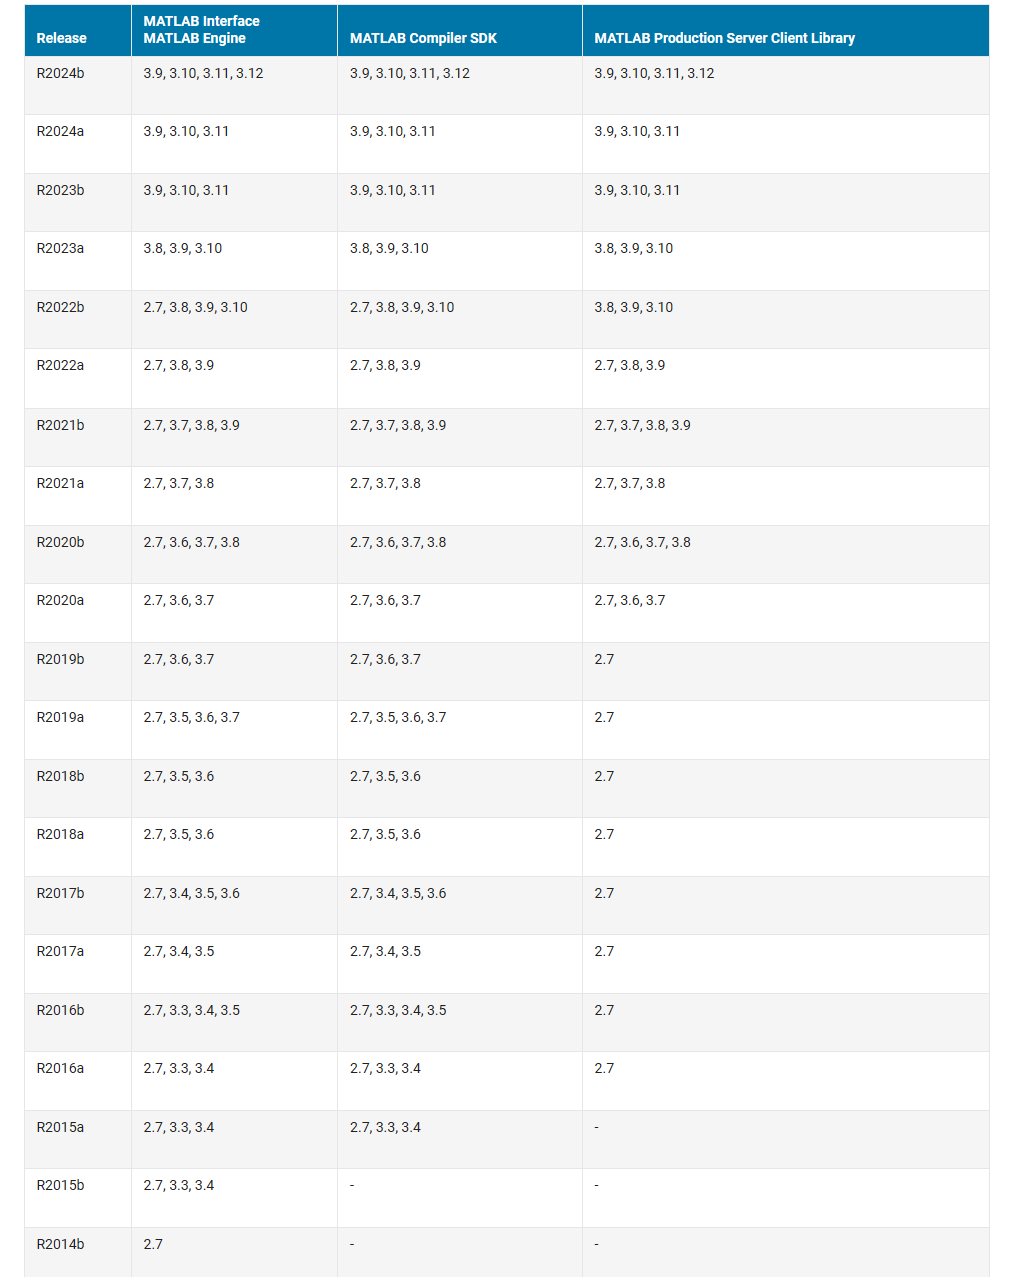 MATLAB Interface
Release MATLAB Engine MATLAB Compiler SDK MATLAB Production Server Client Library
R2024b 3.9, 3.10, 3.11, 3.12 3.9, 3.10, 3.11, 3.12 3.9, 3.10, 3.11, 3.12
R2024a 3.9, 3.10, 3.11 3.9, 3.10, 3.11 3.9, 3.10, 3.11
R2023b 3.9, 3.10, 3.11 3.9, 3.10, 3.11 3.9, 3.10, 3.11
R2023a 3.8, 3.9, 3.10 3.8, 3.9, 3.10 3.8, 3.9, 3.10
R2022b 2.7, 3.8, 3.9, 3.10 2.7, 3.8, 3.9, 3.10 3.8, 3.9, 3.10
R2022a 2.7, 3.8, 3.9 2.7, 3.8, 3.9 2.7, 3.8, 3.9
R2021b 2.7, 3.7, 3.8, 3.9 2.7, 3.7, 3.8, 3.9 2.7, 3.7, 3.8, 3.9
R2021a 2.7, 3.7, 3.8 2.7, 3.7, 3.8 2.7, 3.7, 3.8
R2020b 2.7, 3.6, 3.7, 3.8 2.7, 3.6, 3.7, 3.8 2.7, 3.6, 3.7, 3.8
R2020a 2.7, 3.6, 3.7 2.7, 3.6, 3.7 2.7, 3.6, 3.7
R2019b 2.7, 3.6, 3.7 2.7, 3.6, 3.7 2.7
R2019a 2.7, 3.5, 3.6, 3.7 2.7, 3.5, 3.6, 3.7 2.7
R2018b 2.7, 3.5, 3.6 2.7, 3.5, 3.6 2.7
R2018a 2.7, 3.5, 3.6 2.7, 3.5, 3.6 2.7
R2017b 2.7, 3.4, 3.5, 3.6 2.7, 3.4, 3.5, 3.6 2.7
R2017a 2.7, 3.4, 3.5 2.7, 3.4, 3.5 2.7
R2016b 2.7, 3.3, 3.4, 3.5 2.7, 3.3, 3.4, 3.5 2.7
R2016a 2.7, 3.3, 3.4 2.7, 3.3, 3.4 2.7
R2015a 2.7, 3.3, 3.4 2.7, 3.3, 3.4 -
R2015b 2.7, 3.3, 3.4 - -
R2014b 2.7 - -